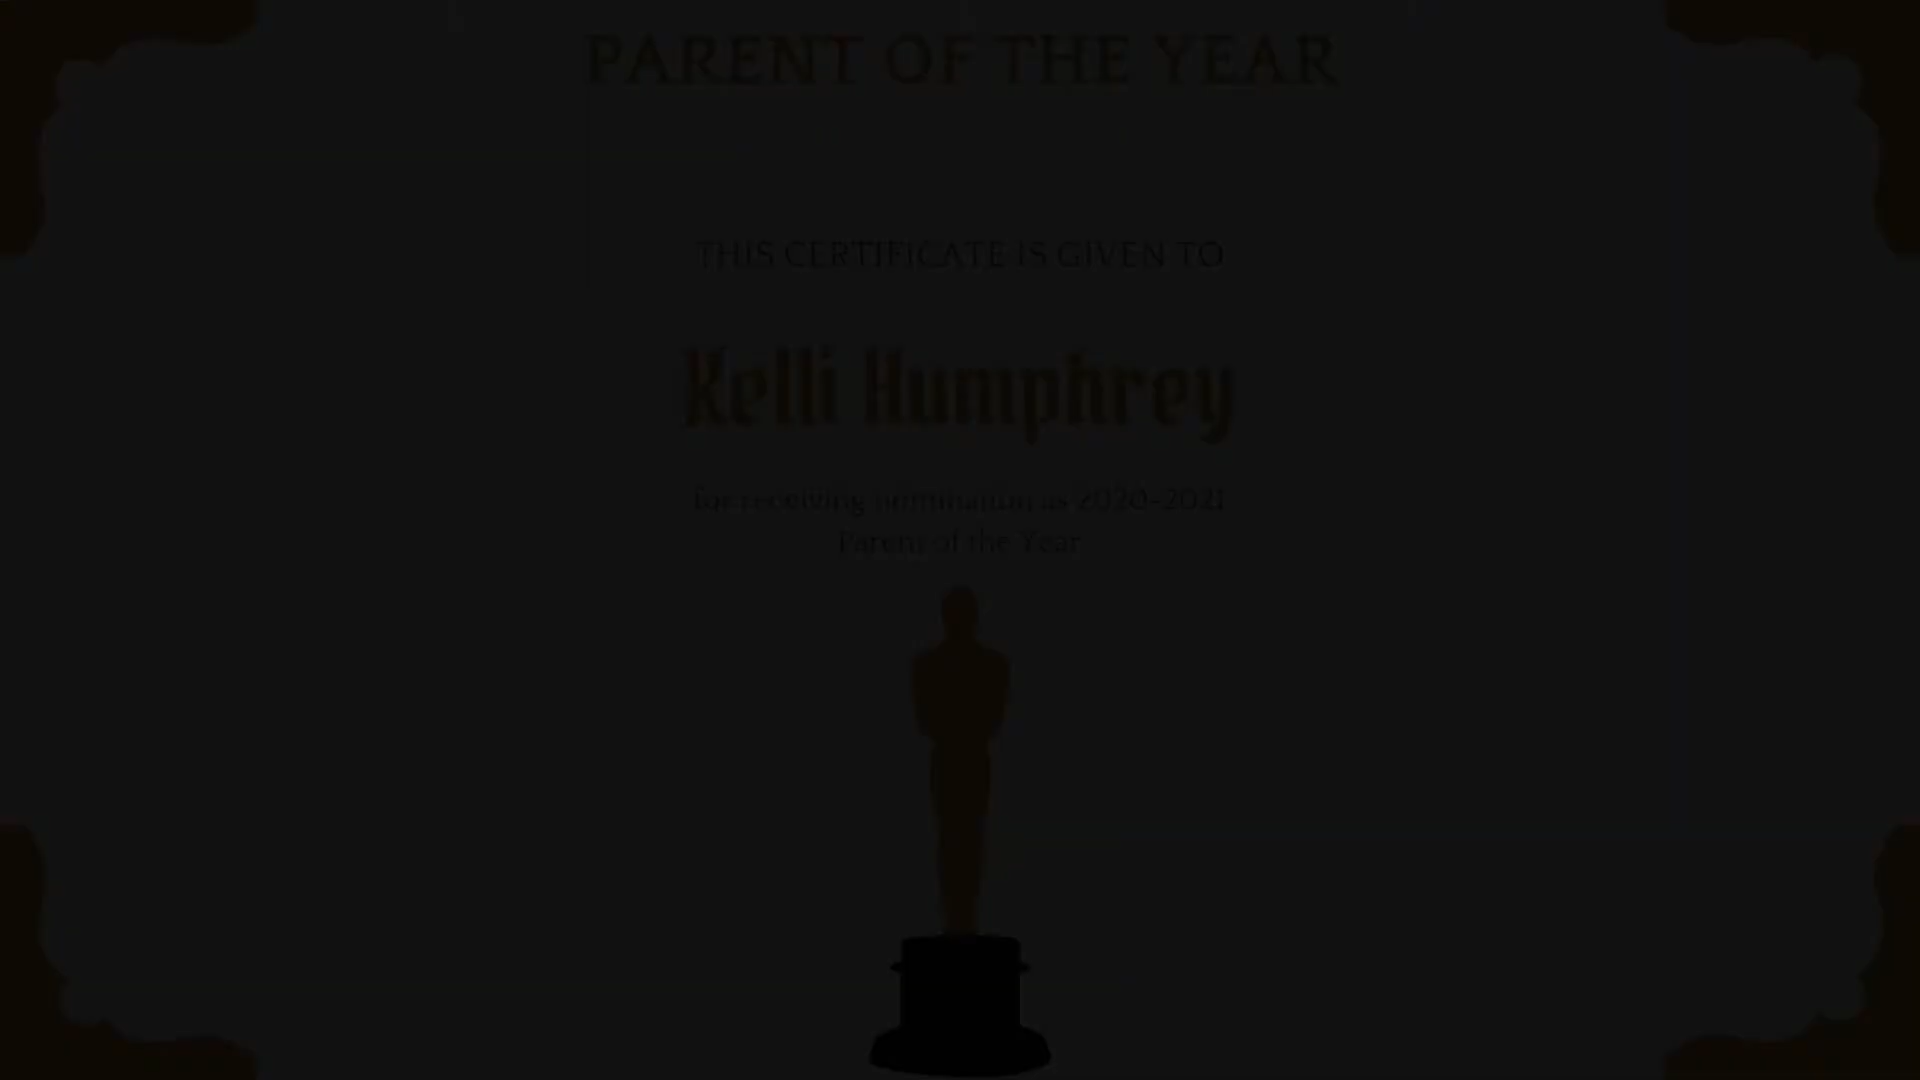 PARENT OF THE YEAR
THIS CERTIFICATE IS GIVEN TO
Kelli Humphrey
for receiving nomination as 2020-2021
Parent of the Year